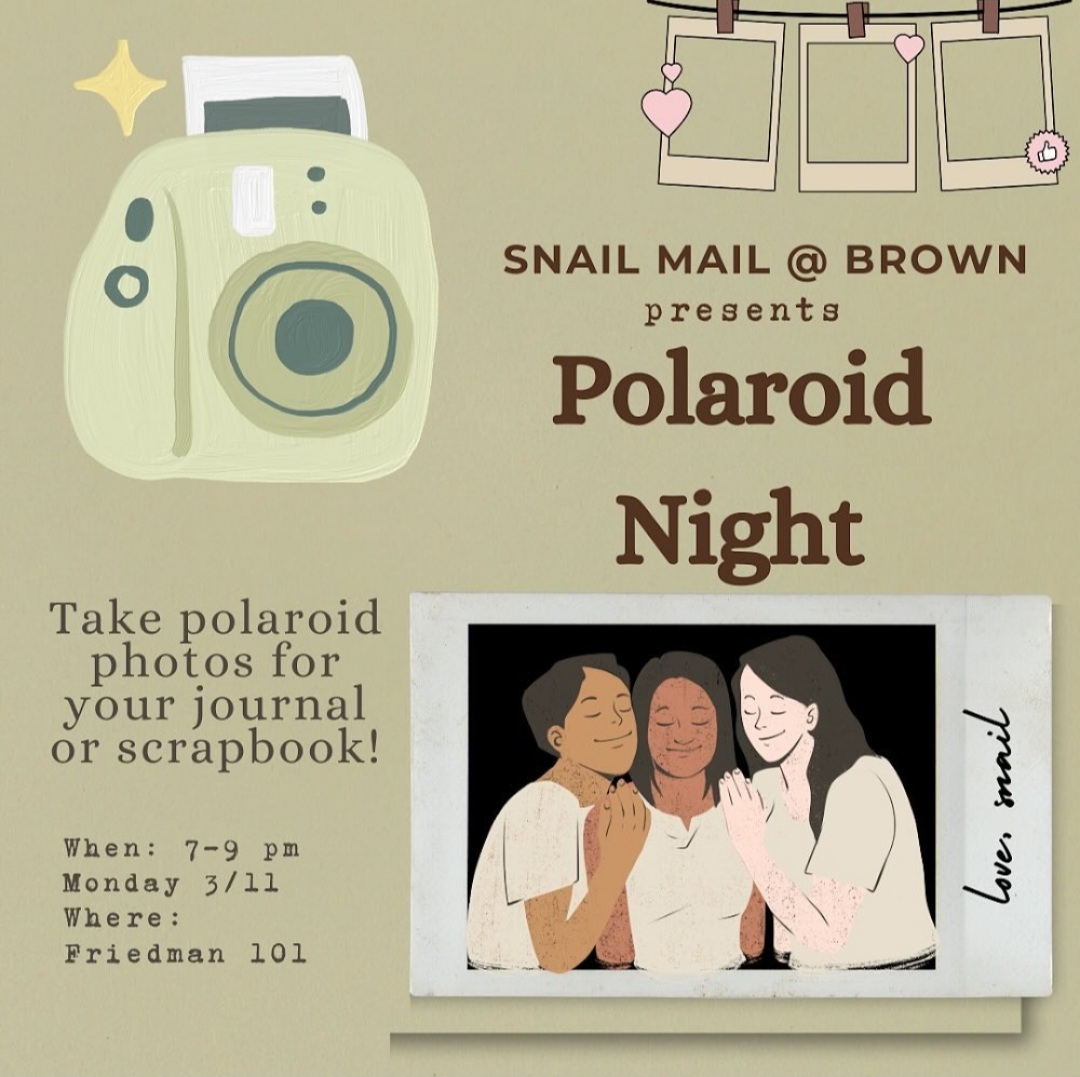 SNAIL MAIL @ BROWN
presents
Polaroid
Night
Take polaroid
photos for
your journal
or scrapbook!
When: 7-9 pm
Monday 3/11
Where:
Friedman 101
love, snail